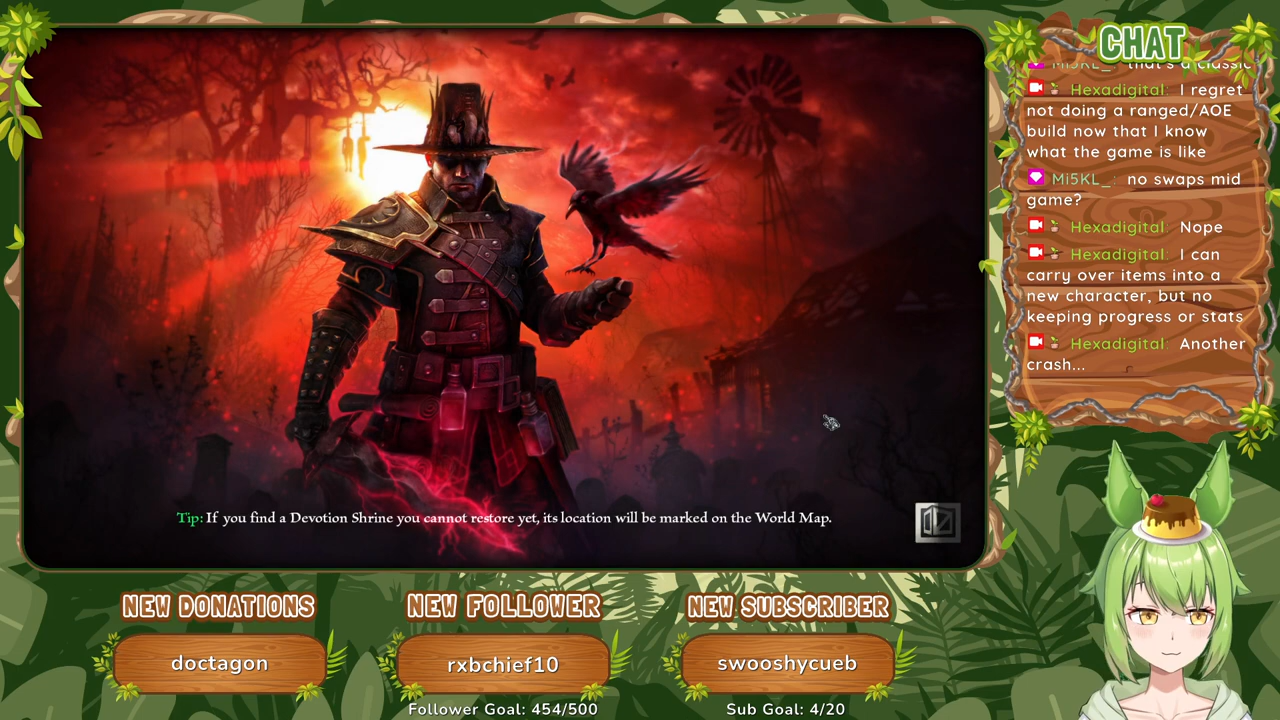 CHAT
Mi5KL_: that's a classic
Hexadigital: I regret
not doing a ranged/AOE
build now that I know
what the game is like
Mi5KL_: no swaps mid
game?
Hexadigital: Nope
Hexadigital: I can
carry over items into a
new character, but no
keeping progress or stats
Hexadigital: Another
crash...
Tip: If you find a Devotion Shrine you cannot restore yet, its location will be marked on the World Map.
NEW DONATIONS
doctagon
NEW FOLLOWER
rxbchief10
Follower Goal: 454/500
NEW SUBSCRIBER
swooshycueb
Sub Goal: 4/20